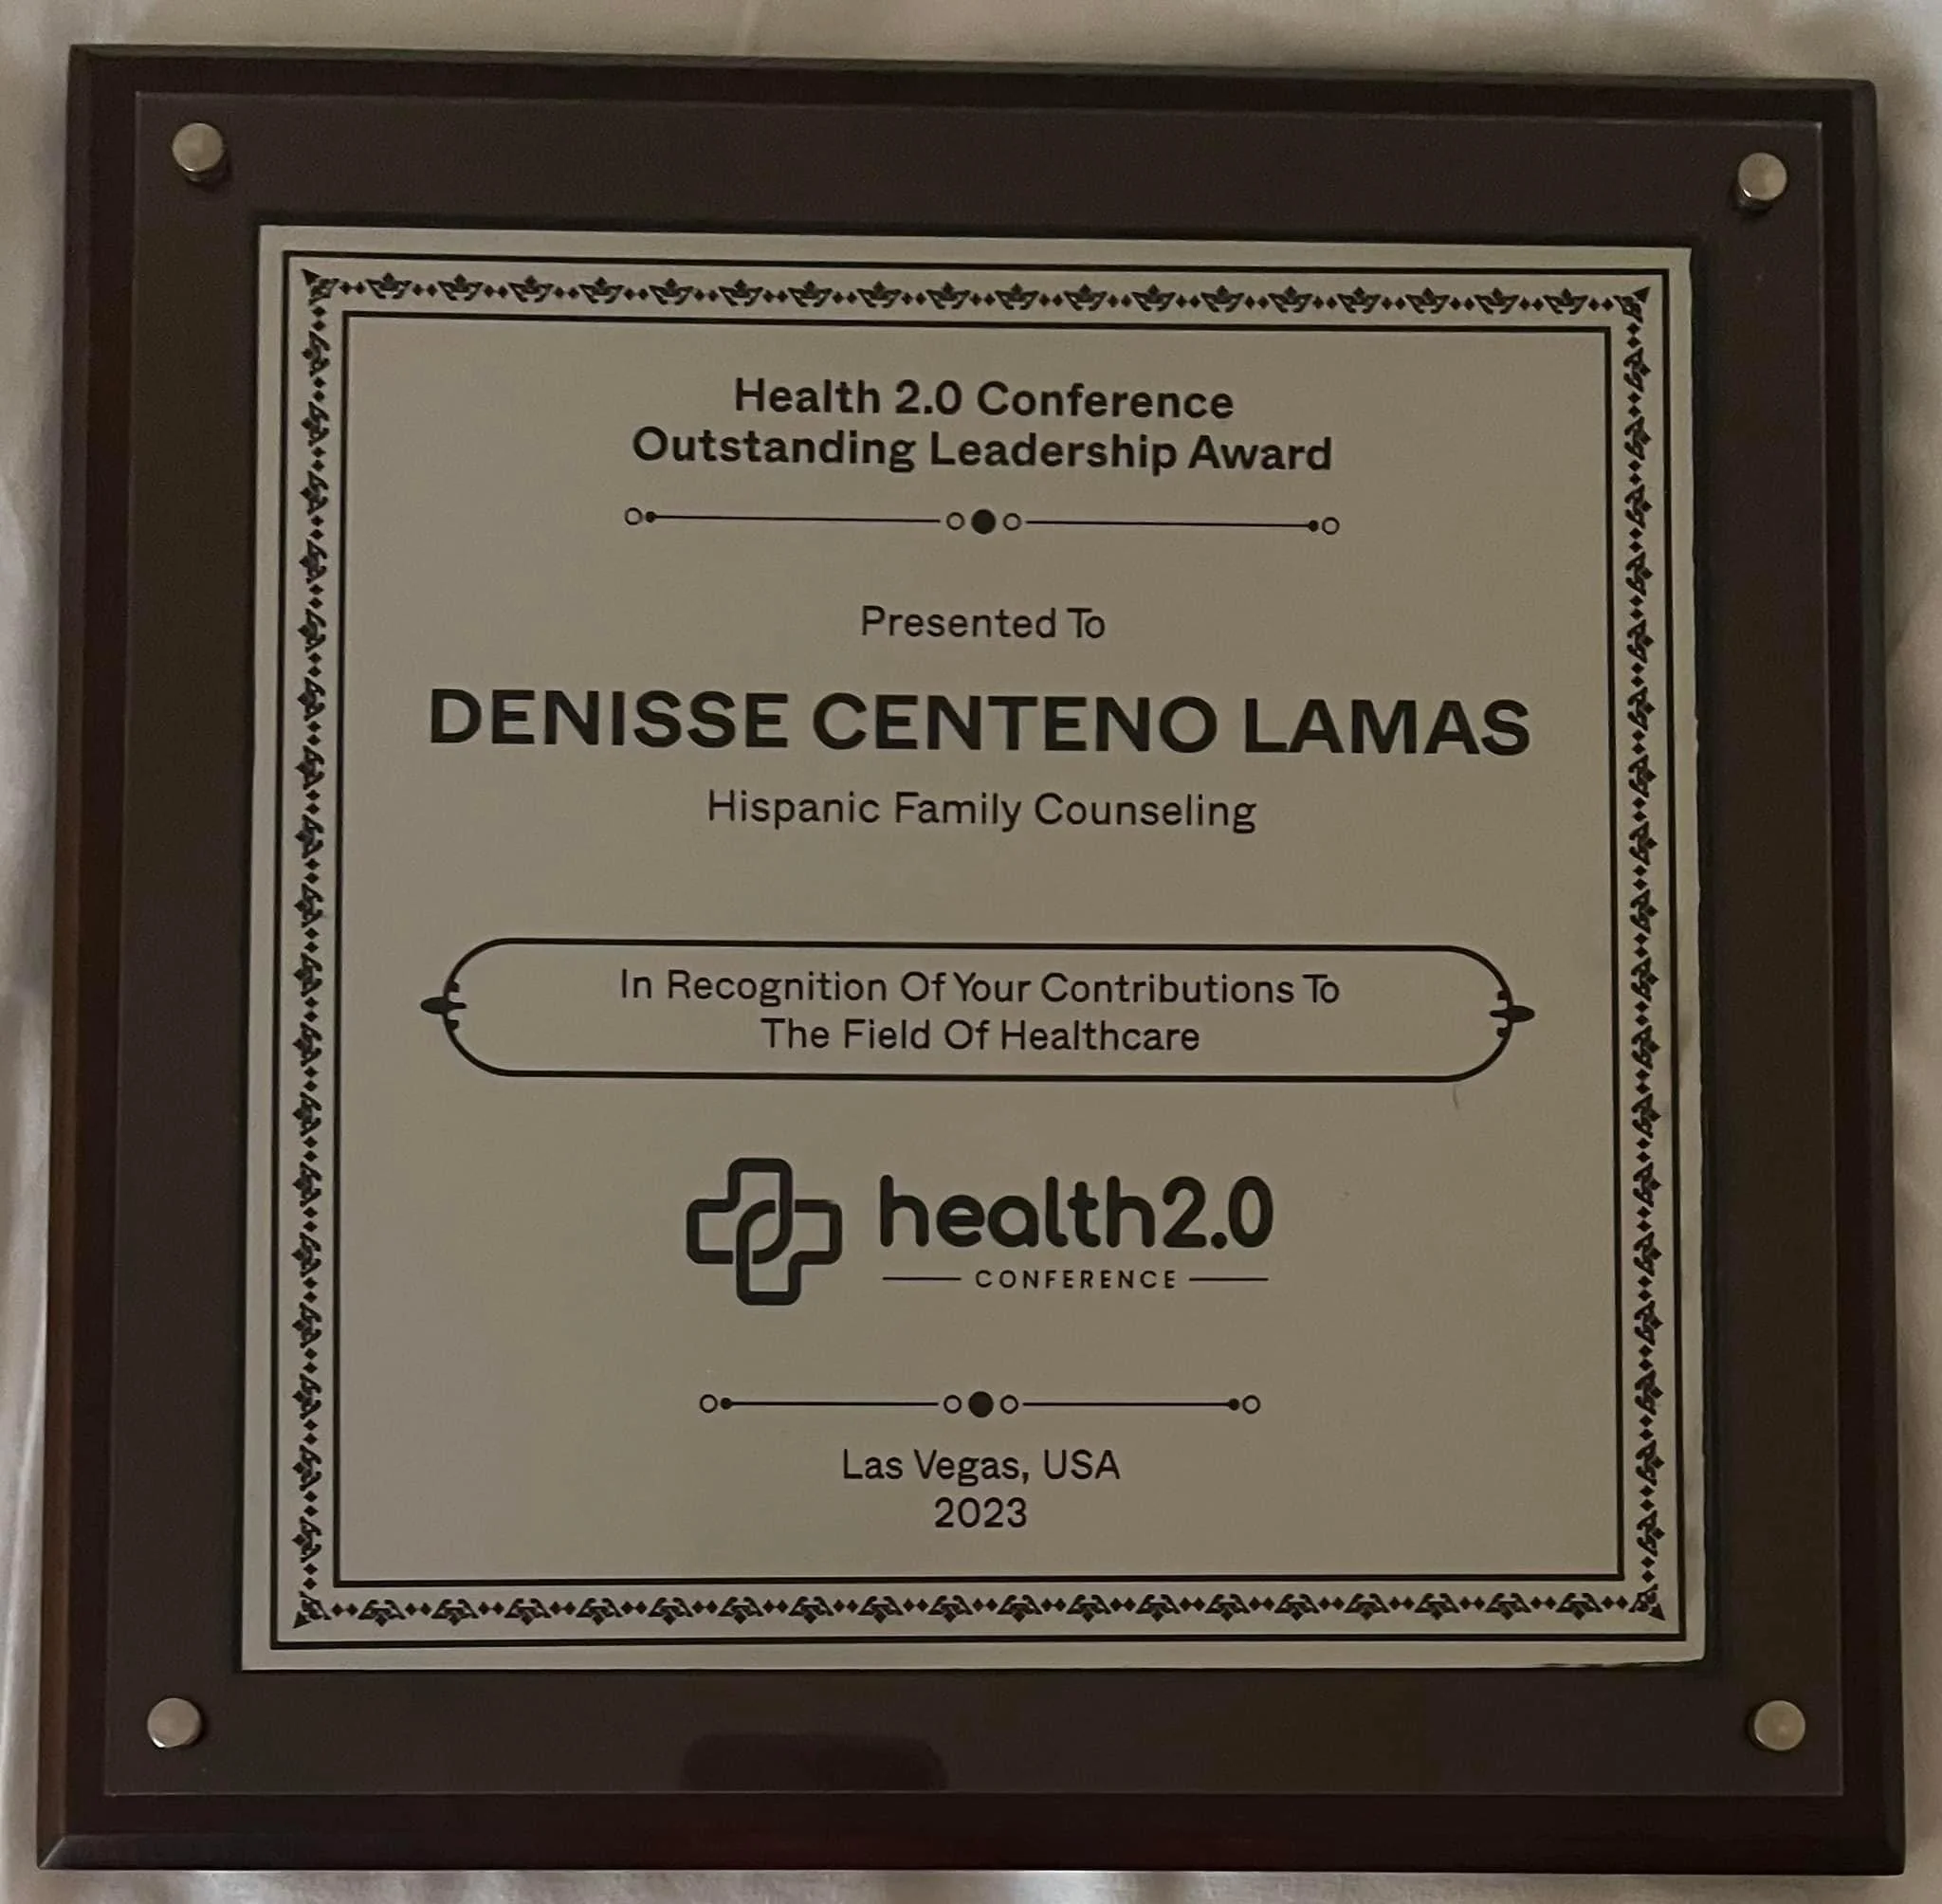 Health 2.0 Conference
Outstanding Leadership Award
Presented To
DENISSE CENTENO LAMAS
Hispanic Family Counseling
In Recognition Of Your Contributions To
The Field Of Healthcare
health2.0
CONFERENCE
Las Vegas, USA
2023